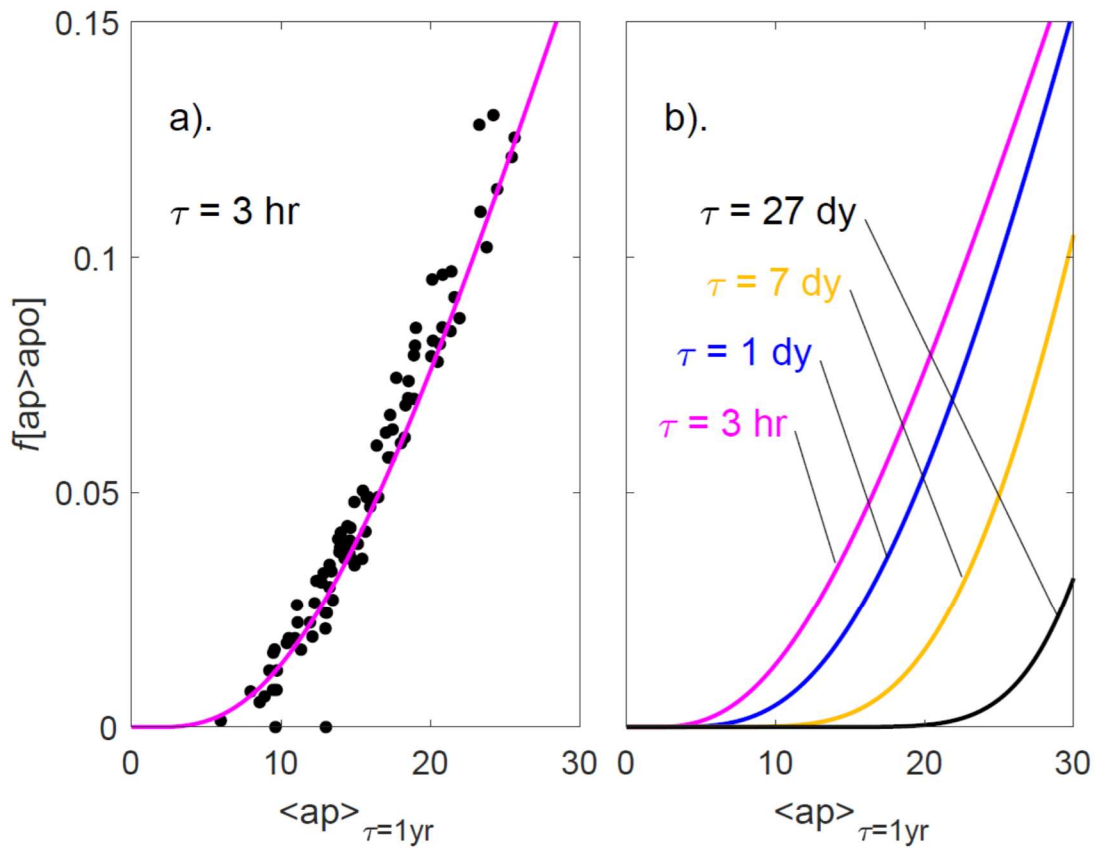 0.15
0.1
0.05
0
f[ap>apo]
a).
τ = 3 hr
0 10 20 30
<ap>τ=1yr
b).
τ = 27 dy
τ = 7 dy
τ = 1 dy
τ = 3 hr
0 10 20 30
<ap>τ=1yr